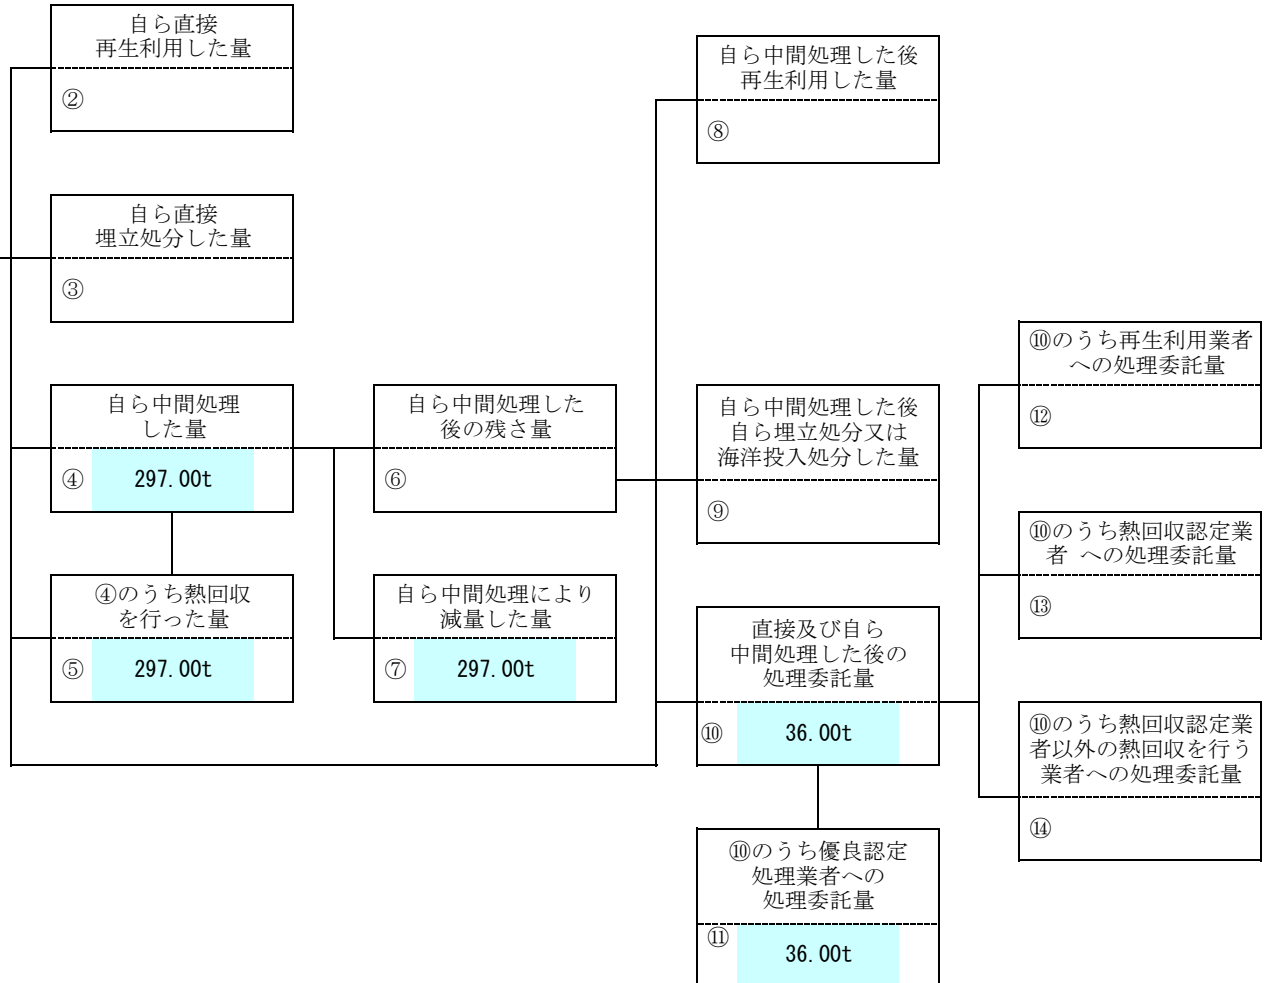 自ら直接
再生利用した量
②
自ら直接
埋立処分した量
③
自ら中間処理
した量
④ 297.00t
④のうち熱回収
を行った量
⑤ 297.00t
自ら中間処理した
後の残さ量
⑥
自ら中間処理により
減量した量
⑦ 297.00t
自ら中間処理した後
再生利用した量
⑧
自ら中間処理した後
自ら埋立処分又は
海洋投入処分した量
⑨
直接及び自ら
中間処理した後の
処理委託量
⑩ 36.00t
⑩のうち優良認定
処理業者への
処理委託量
⑪ 36.00t
⑩のうち再生利用業者
への処理委託量
⑫
⑩のうち熱回収認定業
者 への処理委託量
⑬
⑩のうち熱回収認定業
者以外の熱回収を行う
業者への処理委託量
⑭